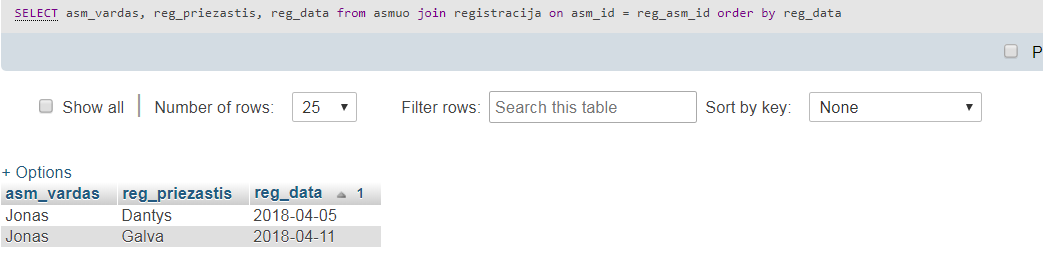 SELECT asm_vardas, reg_priezastis, reg_data from asmuo join registracija on asm_id = reg_asm_id order by reg_data
P
Show all Number of rows: 25 Filter rows: Search this table Sort by key: None
+ Options
asm_vardas reg_priezastis reg_data 1
Jonas Dantys 2018-04-05
Jonas Galva 2018-04-11